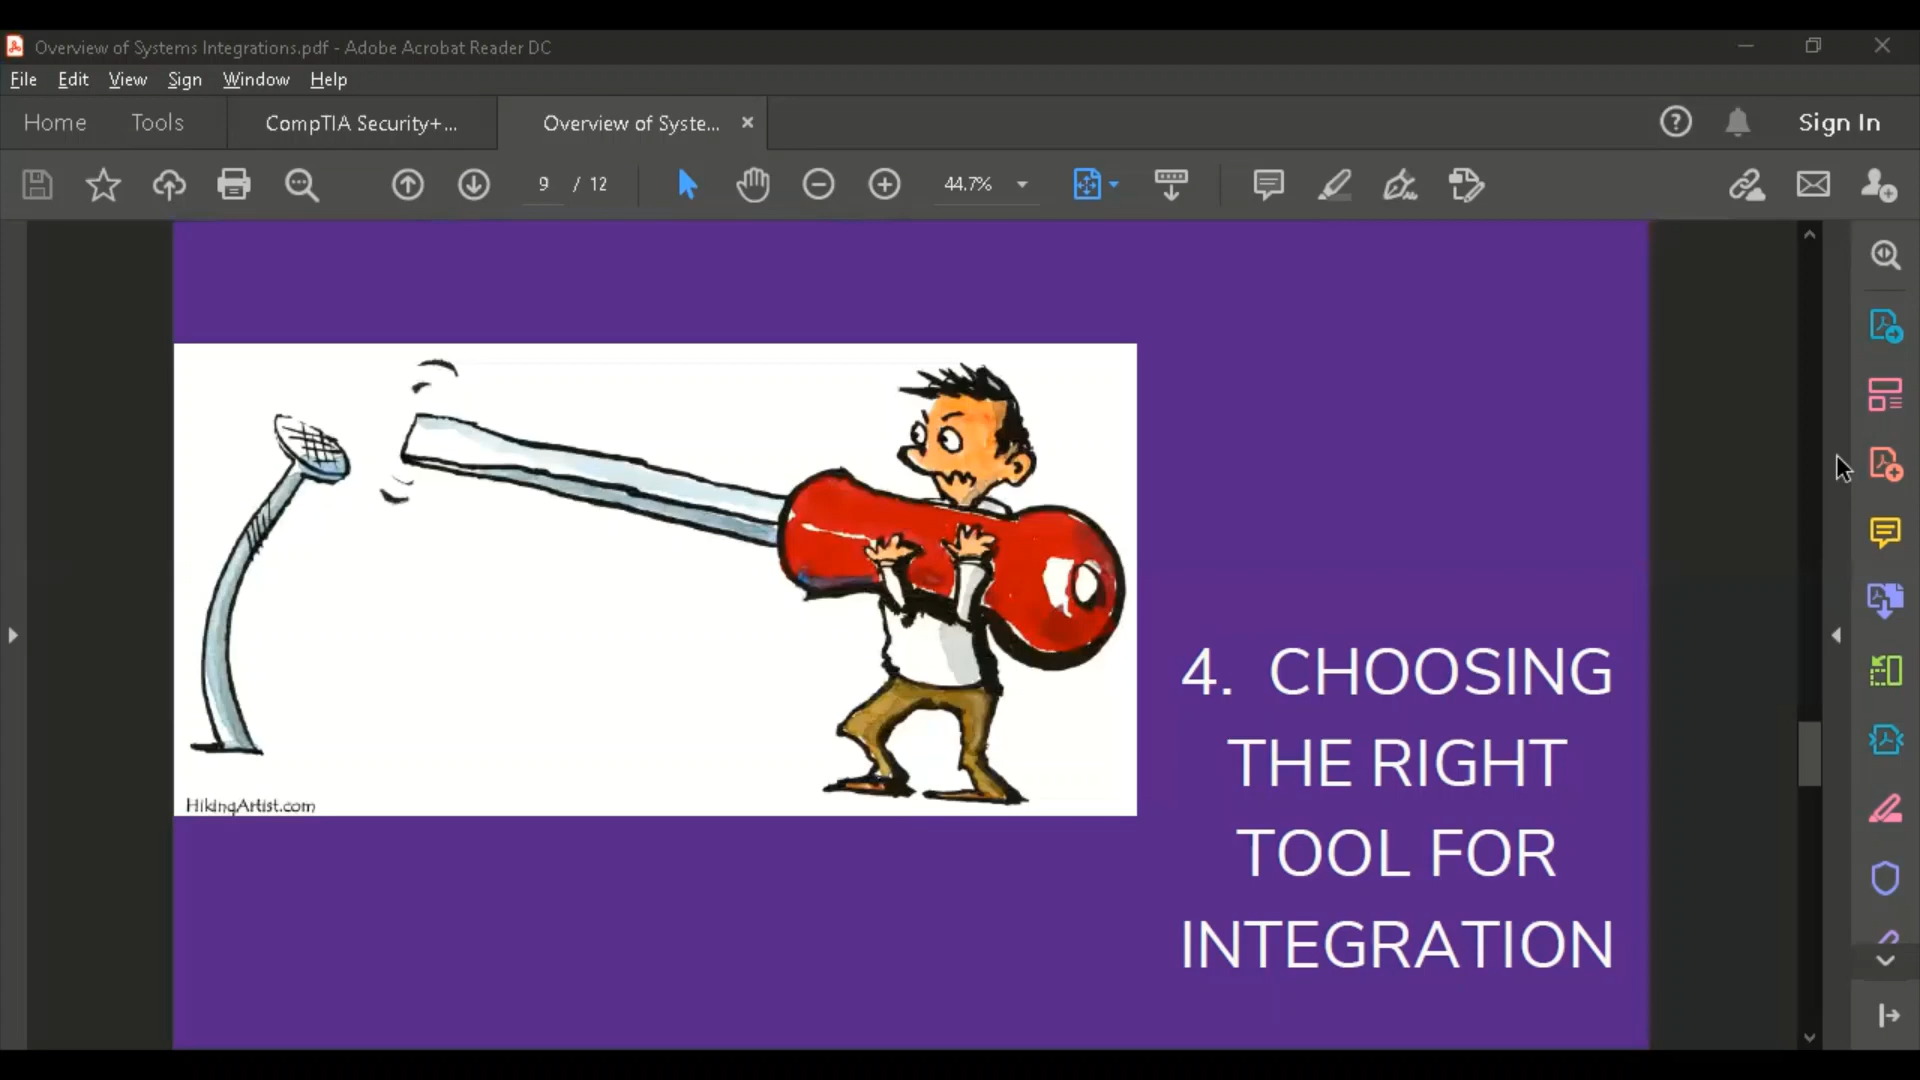 Overview of Systems Integrations.pdf - Adobe Acrobat Reader DC
File Edit View Sign Window Help
Home Tools CompTIA Security+... Overview of Syste... Sign In
9 / 12 44.7%
HikingArtist.com
4. CHOOSING
THE RIGHT
TOOL FOR
INTEGRATION